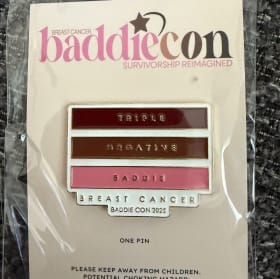 BREAST CANCER
baddiecon
SURVIVORSHIP REIMAGINED
TRIPLE
NEGATIVE
BADDIE
BREAST CANCER
BADDIE CON 2025
ONE PIN
PLEASE KEEP AWAY FROM CHILDREN.
POTENTIAL CHOKING HAZARD.